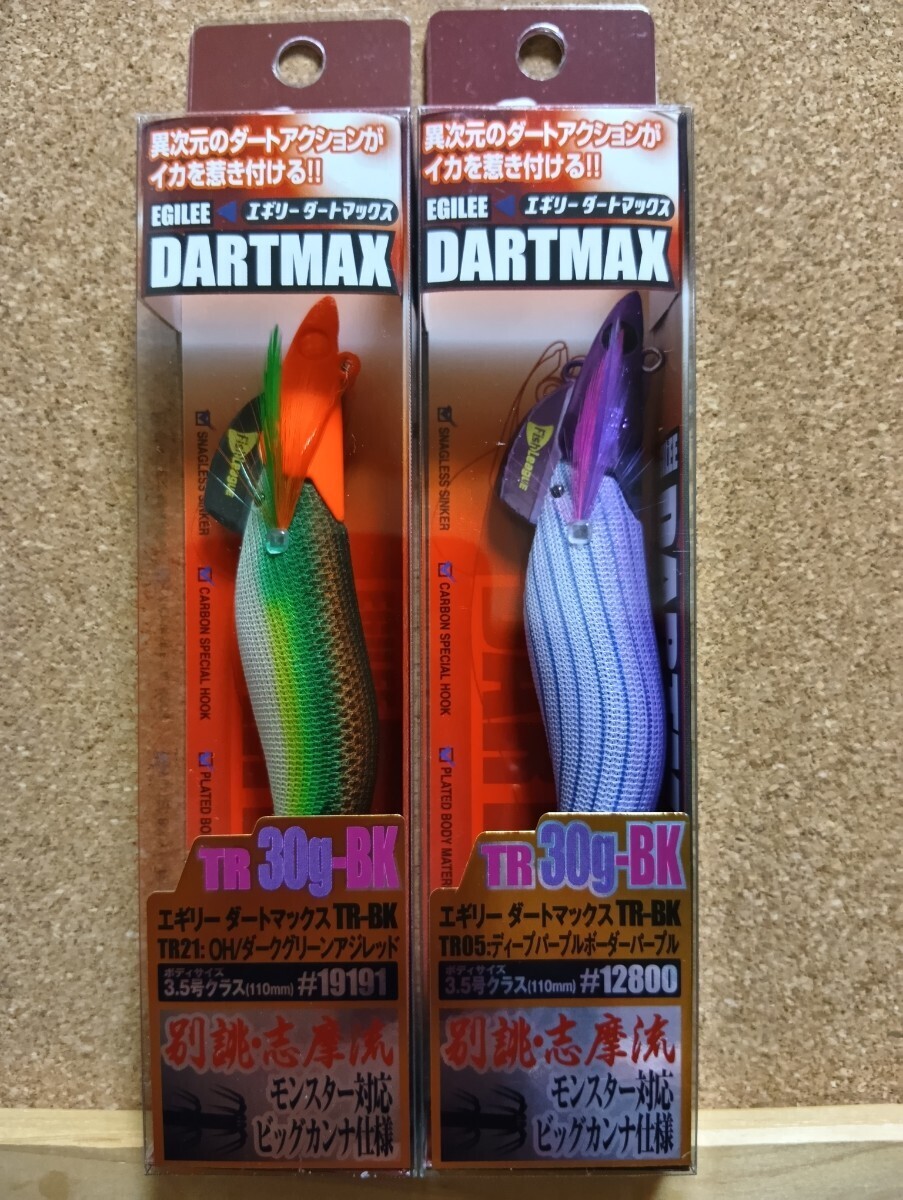 異次元のダートアクションが
イカを惹き付ける!!
EGILEE エギリー ダートマックス
DARTMAX
FishLeague
SNAGLESS SINKER
CARBON SPECIAL HOOK
PLATED BO
TR 30g-BK
エギリー ダートマックス TR-BK
TR21: OH/ダークグリーンアジレッド
ボディサイズ
3.5号クラス(110mm) #19191
別誂・志摩流
モンスター対応
ビッグカンナ仕様
異次元のダートアクションが
イカを惹き付ける!!
EGILEE エギリー ダートマックス
DARTMAX
FishLeague
SNAGLESS SINKER
CARBON SPECIAL HOOK
PLATED BODY MATER
TR 30g-BK
エギリー ダートマックス TR-BK
TR05:ディープパープルボーダーパープル
ボディサイズ
3.5号クラス(110mm) #12800
別誂・志摩流
モンスター対応
ビッグカンナ仕様